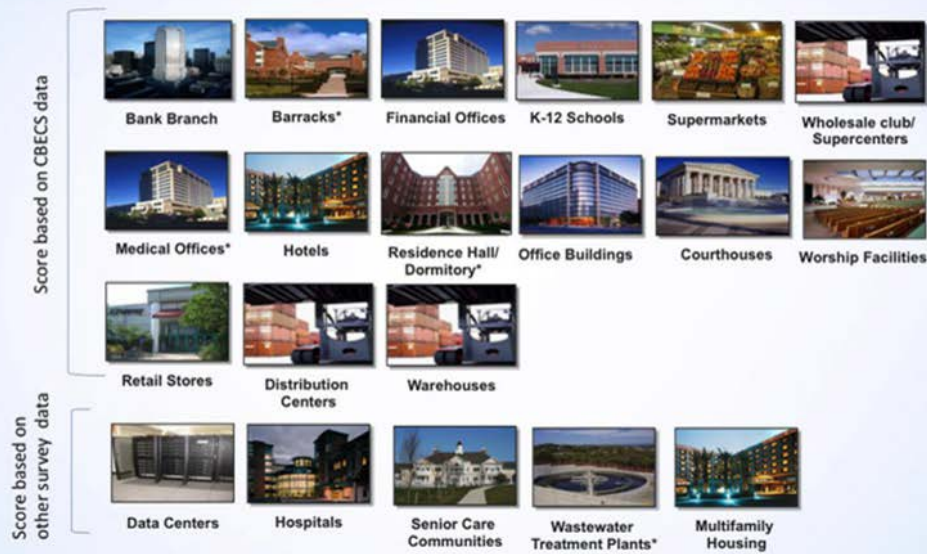 Score based on CBECS data
Bank Branch
Barracks*
Financial Offices
K-12 Schools
Supermarkets
Wholesale club/
Supercenters
Medical Offices*
Hotels
Residence Hall/
Dormitory*
Office Buildings
Courthouses
Worship Facilities
Retail Stores
Distribution
Centers
Warehouses
Score based on
other survey data
Data Centers
Hospitals
Senior Care
Communities
Wastewater
Treatment Plants*
Multifamily
Housing